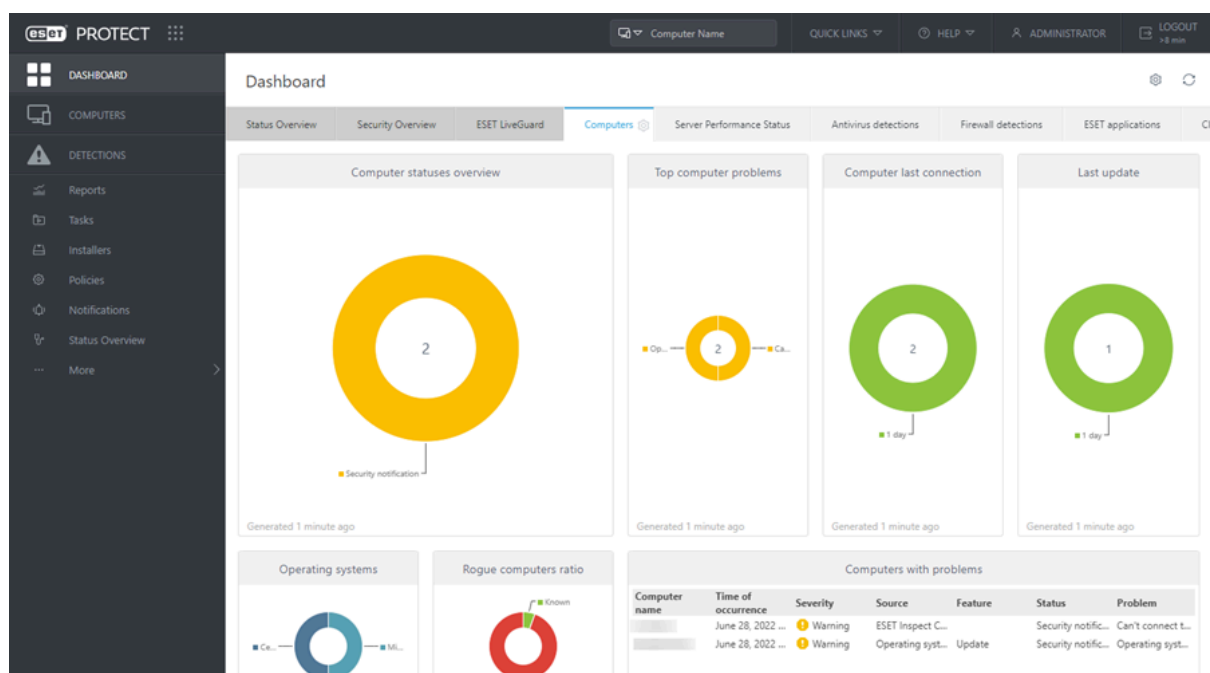 eset PROTECT
Computer Name
QUICK LINKS
HELP
ADMINISTRATOR
LOGOUT
>8 min
DASHBOARD
COMPUTERS
DETECTIONS
Reports
Tasks
Installers
Policies
Notifications
Status Overview
More
Dashboard
Status Overview Security Overview ESET LiveGuard Computers Server Performance Status Antivirus detections Firewall detections ESET applications
Computer statuses overview
2
Security notification
Generated 1 minute ago
Top computer problems
Op... 2 Ca...
Generated 1 minute ago
Computer last connection
2
1 day
Generated 1 minute ago
Last update
1
1 day
Generated 1 minute ago
Operating systems
Ce... Mi...
Rogue computers ratio
Known
Computers with problems
Computer name Time of occurrence Severity Source Feature Status Problem
June 28, 2022 ... Warning ESET Inspect C... Security notific... Can't connect t...
June 28, 2022 ... Warning Operating syst... Update Security notific... Operating syst...